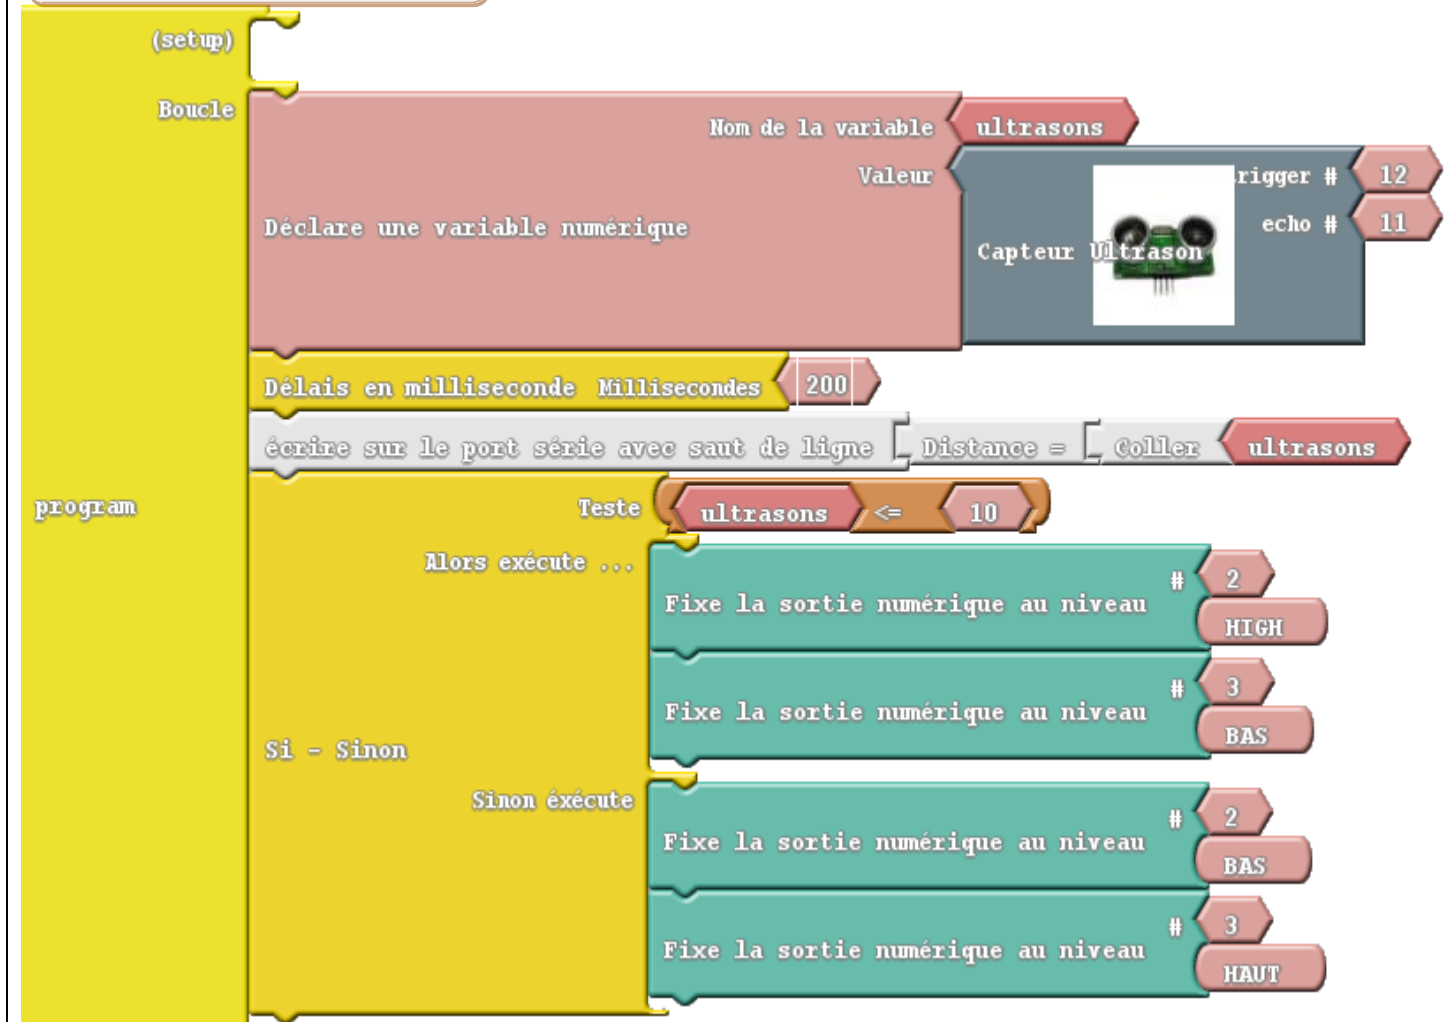 (setup)
Boucle
Nom de la variable ultrasons
Valeur
rigger # 12
echo # 11
Déclare une variable numérique
Capteur Ultrason
Délais en milliseconde Millisecondes 200
écrire sur le port série avec saut de ligne Distance = Coller ultrasons
program
Teste ultrasons <= 10
Alors exécute ...
Fixe la sortie numérique au niveau # 2
HIGH
Fixe la sortie numérique au niveau # 3
BAS
Si - Sinon
Sinon éxécute
Fixe la sortie numérique au niveau # 2
BAS
Fixe la sortie numérique au niveau # 3
HAUT